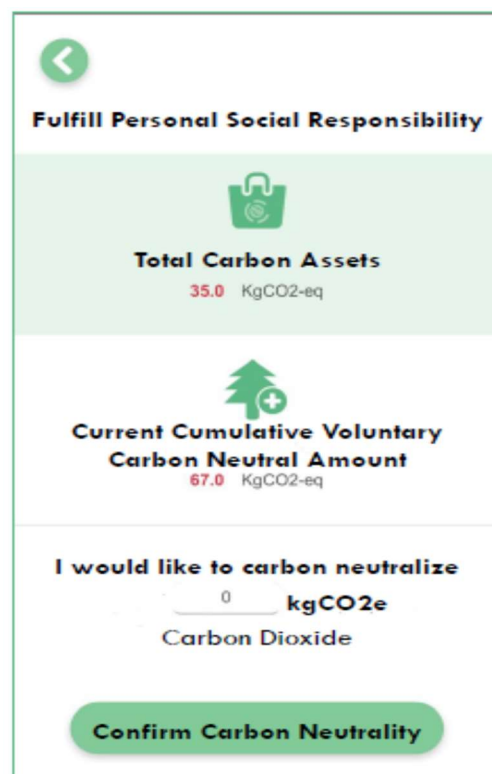 Fulfill Personal Social Responsibility
Total Carbon Assets
35.0 KgCO2-eq
Current Cumulative Voluntary
Carbon Neutral Amount
67.0 KgCO2-eq
I would like to carbon neutralize
0 kgCO2e
Carbon Dioxide
Confirm Carbon Neutrality